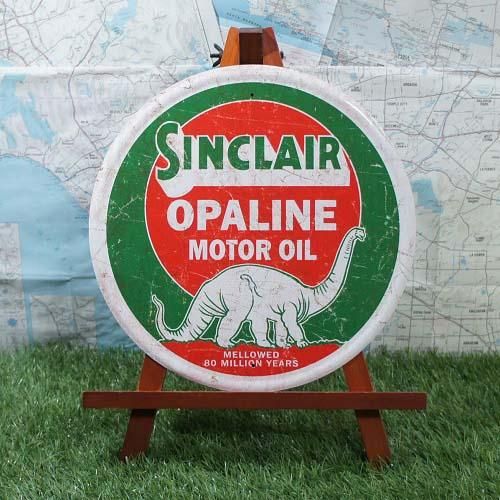 SINCLAIR
OPALINE
MOTOR OIL
MELLOWED
80 MILLION YEARS